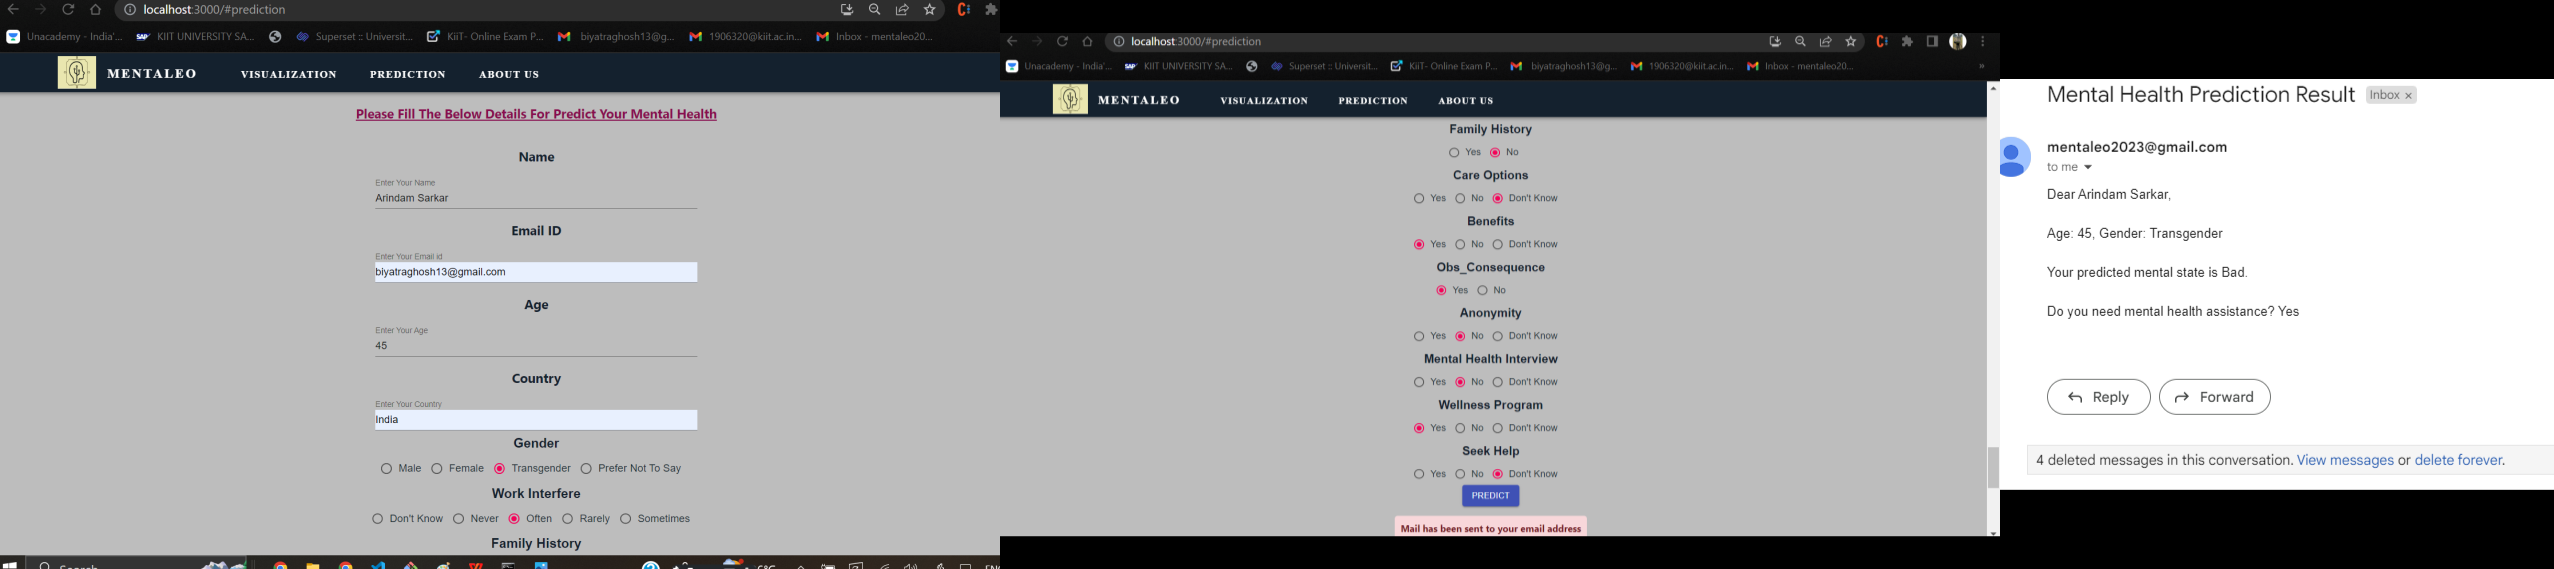 localhost:3000/#prediction
Unacademy - India'... KIIT UNIVERSITY SA... Superset :: Universit... KiiT- Online Exam P... biyatraghosh13@g... 1906320@kiit.ac.in... Inbox - mentaleo20...
MENTALEO VISUALIZATION PREDICTION ABOUT US
Please Fill The Below Details For Predict Your Mental Health
Name
Enter Your Name
Arindam Sarkar
Email ID
Enter Your Email id
biyatraghosh13@gmail.com
Age
Enter Your Age
45
Country
Enter Your Country
India
Gender
Male Female Transgender Prefer Not To Say
Work Interfere
Don't Know Never Often Rarely Sometimes
Family History
Search
localhost:3000/#prediction
Unacademy - India'... KIIT UNIVERSITY SA... Superset :: Universit... KiiT- Online Exam P... biyatraghosh13@g... 1906320@kiit.ac.in... Inbox - mentaleo20... »
MENTALEO VISUALIZATION PREDICTION ABOUT US
Family History
Yes No
Care Options
Yes No Don't Know
Benefits
Yes No Don't Know
Obs_Consequence
Yes No
Anonymity
Yes No Don't Know
Mental Health Interview
Yes No Don't Know
Wellness Program
Yes No Don't Know
Seek Help
Yes No Don't Know
PREDICT
Mail has been sent to your email address
Mental Health Prediction Result Inbox ×
mentaleo2023@gmail.com
to me
Dear Arindam Sarkar,
Age: 45, Gender: Transgender
Your predicted mental state is Bad.
Do you need mental health assistance? Yes
Reply Forward
4 deleted messages in this conversation. View messages or delete forever.